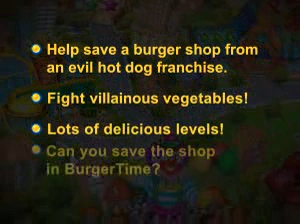 Help save a burger shop from
an evil hot dog franchise.
Fight villainous vegetables!
Lots of delicious levels!
Can you save the shop
in BurgerTime?